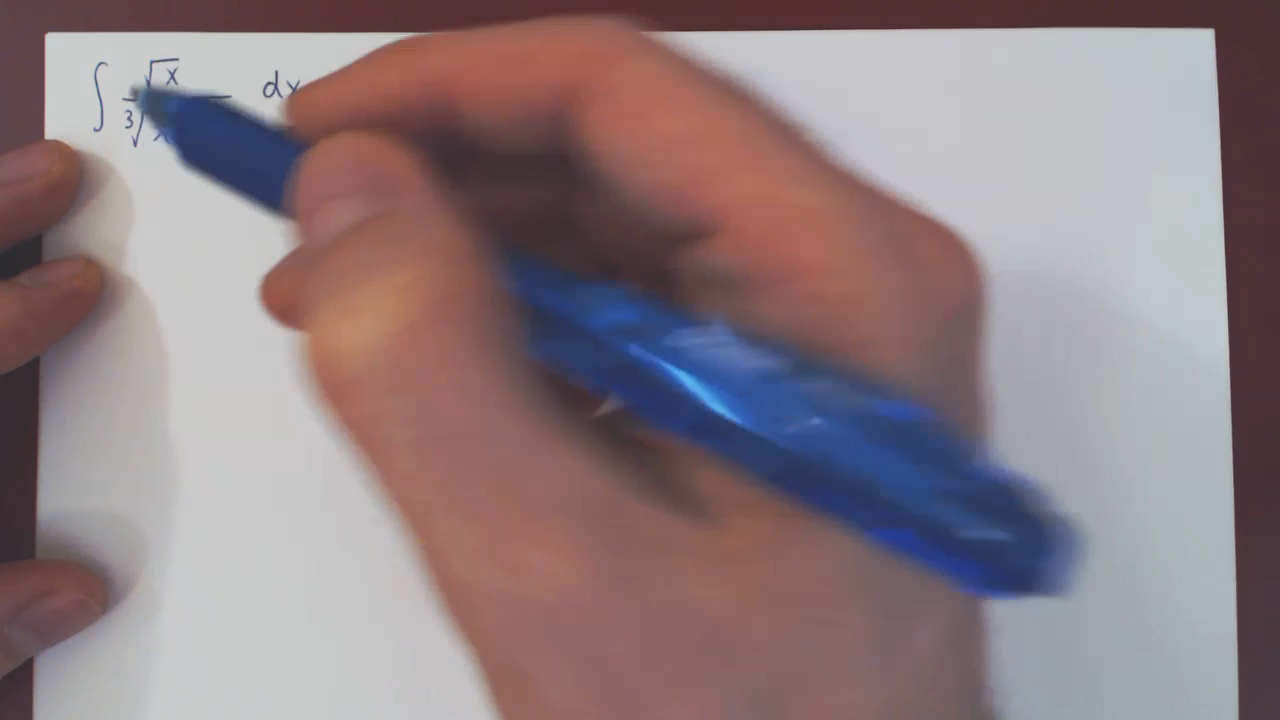 ∫ √x / ∛x dx